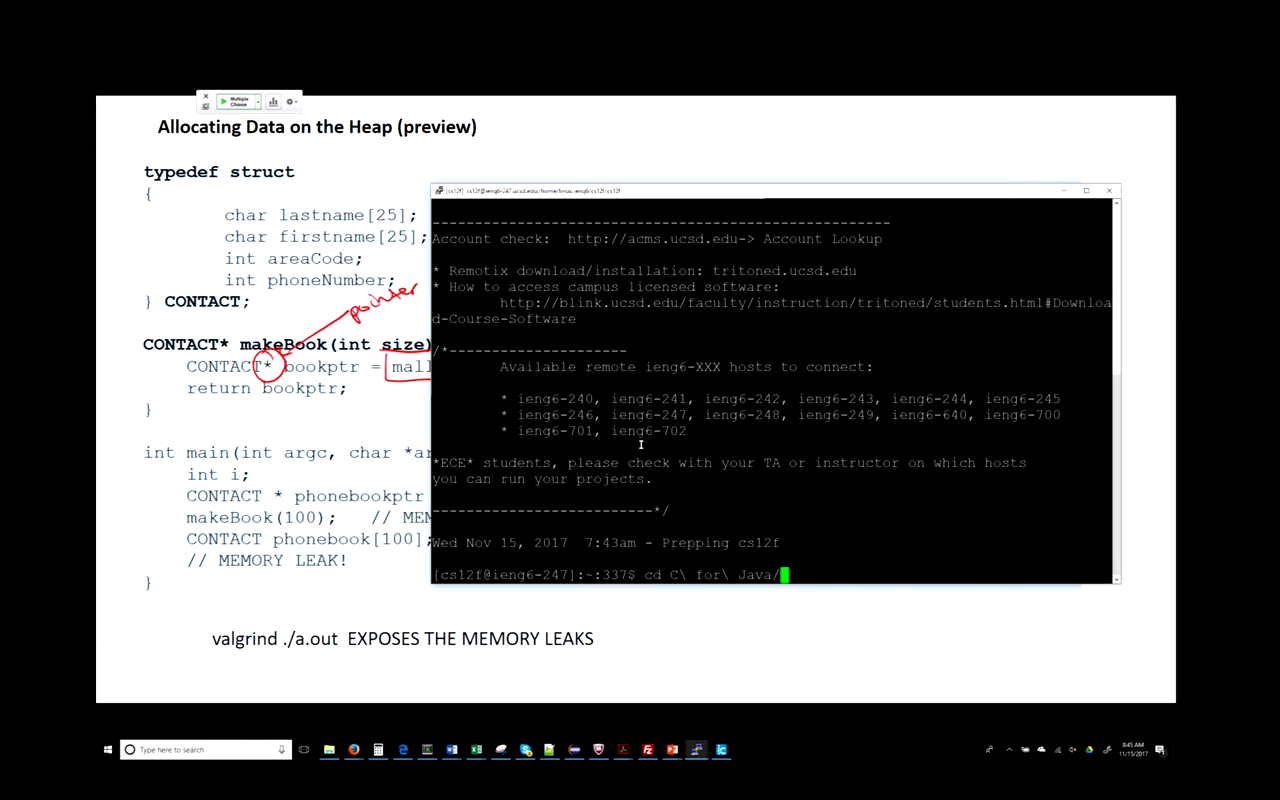 Multiple
Choice
Allocating Data on the Heap (preview)
typedef struct
{
char lastname[25];
char firstname[25];
int areaCode;
int phoneNumber;
} CONTACT;
pointer
CONTACT* makeBook(int size)
CONTACT* bookptr = mall
return bookptr;
}
int main(int argc, char *ar
int i;
CONTACT * phonebookptr
makeBook(100); // MEM
CONTACT phonebook[100];
// MEMORY LEAK!
}
valgrind ./a.out EXPOSES THE MEMORY LEAKS
[cs12f] cs12f@ieng6-247.ucsd.edu:/home/linux/ieng6/cs12f/cs12f
----------------------------------------------------
Account check: http://acms.ucsd.edu-> Account Lookup
* Remotix download/installation: tritoned.ucsd.edu
* How to access campus licensed software:
http://blink.ucsd.edu/faculty/instruction/tritoned/students.html#Downloa
d-Course-Software
/*---------------------
Available remote ieng6-XXX hosts to connect:
* ieng6-240, ieng6-241, ieng6-242, ieng6-243, ieng6-244, ieng6-245
* ieng6-246, ieng6-247, ieng6-248, ieng6-249, ieng6-640, ieng6-700
* ieng6-701, ieng6-702
*ECE* students, please check with your TA or instructor on which hosts
you can run your projects.
--------------------------*/
Wed Nov 15, 2017 7:43am - Prepping cs12f
[cs12f@ieng6-247]:~:337$ cd C\ for\ Java/
Type here to search
8:45 AM
11/15/2017